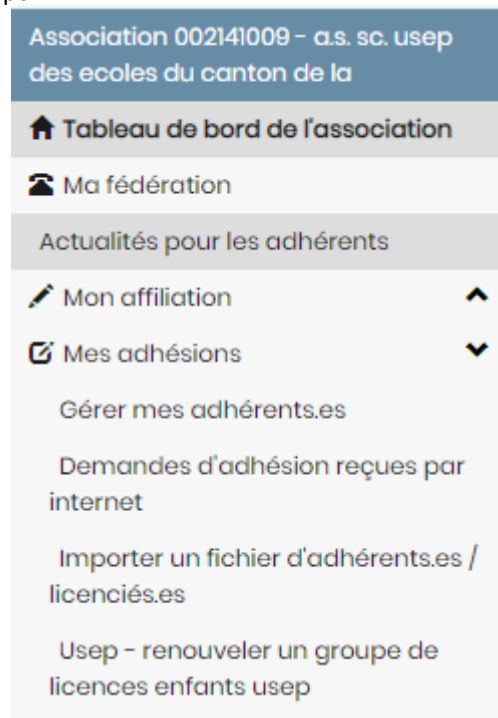 Association 002141009 - a.s. sc. usep
des ecoles du canton de la
Tableau de bord de l'association
Ma fédération
Actualités pour les adhérents
Mon affiliation
Mes adhésions
Gérer mes adhérents.es
Demandes d'adhésion reçues par
internet
Importer un fichier d'adhérents.es /
licenciés.es
Usep - renouveler un groupe de
licences enfants usep